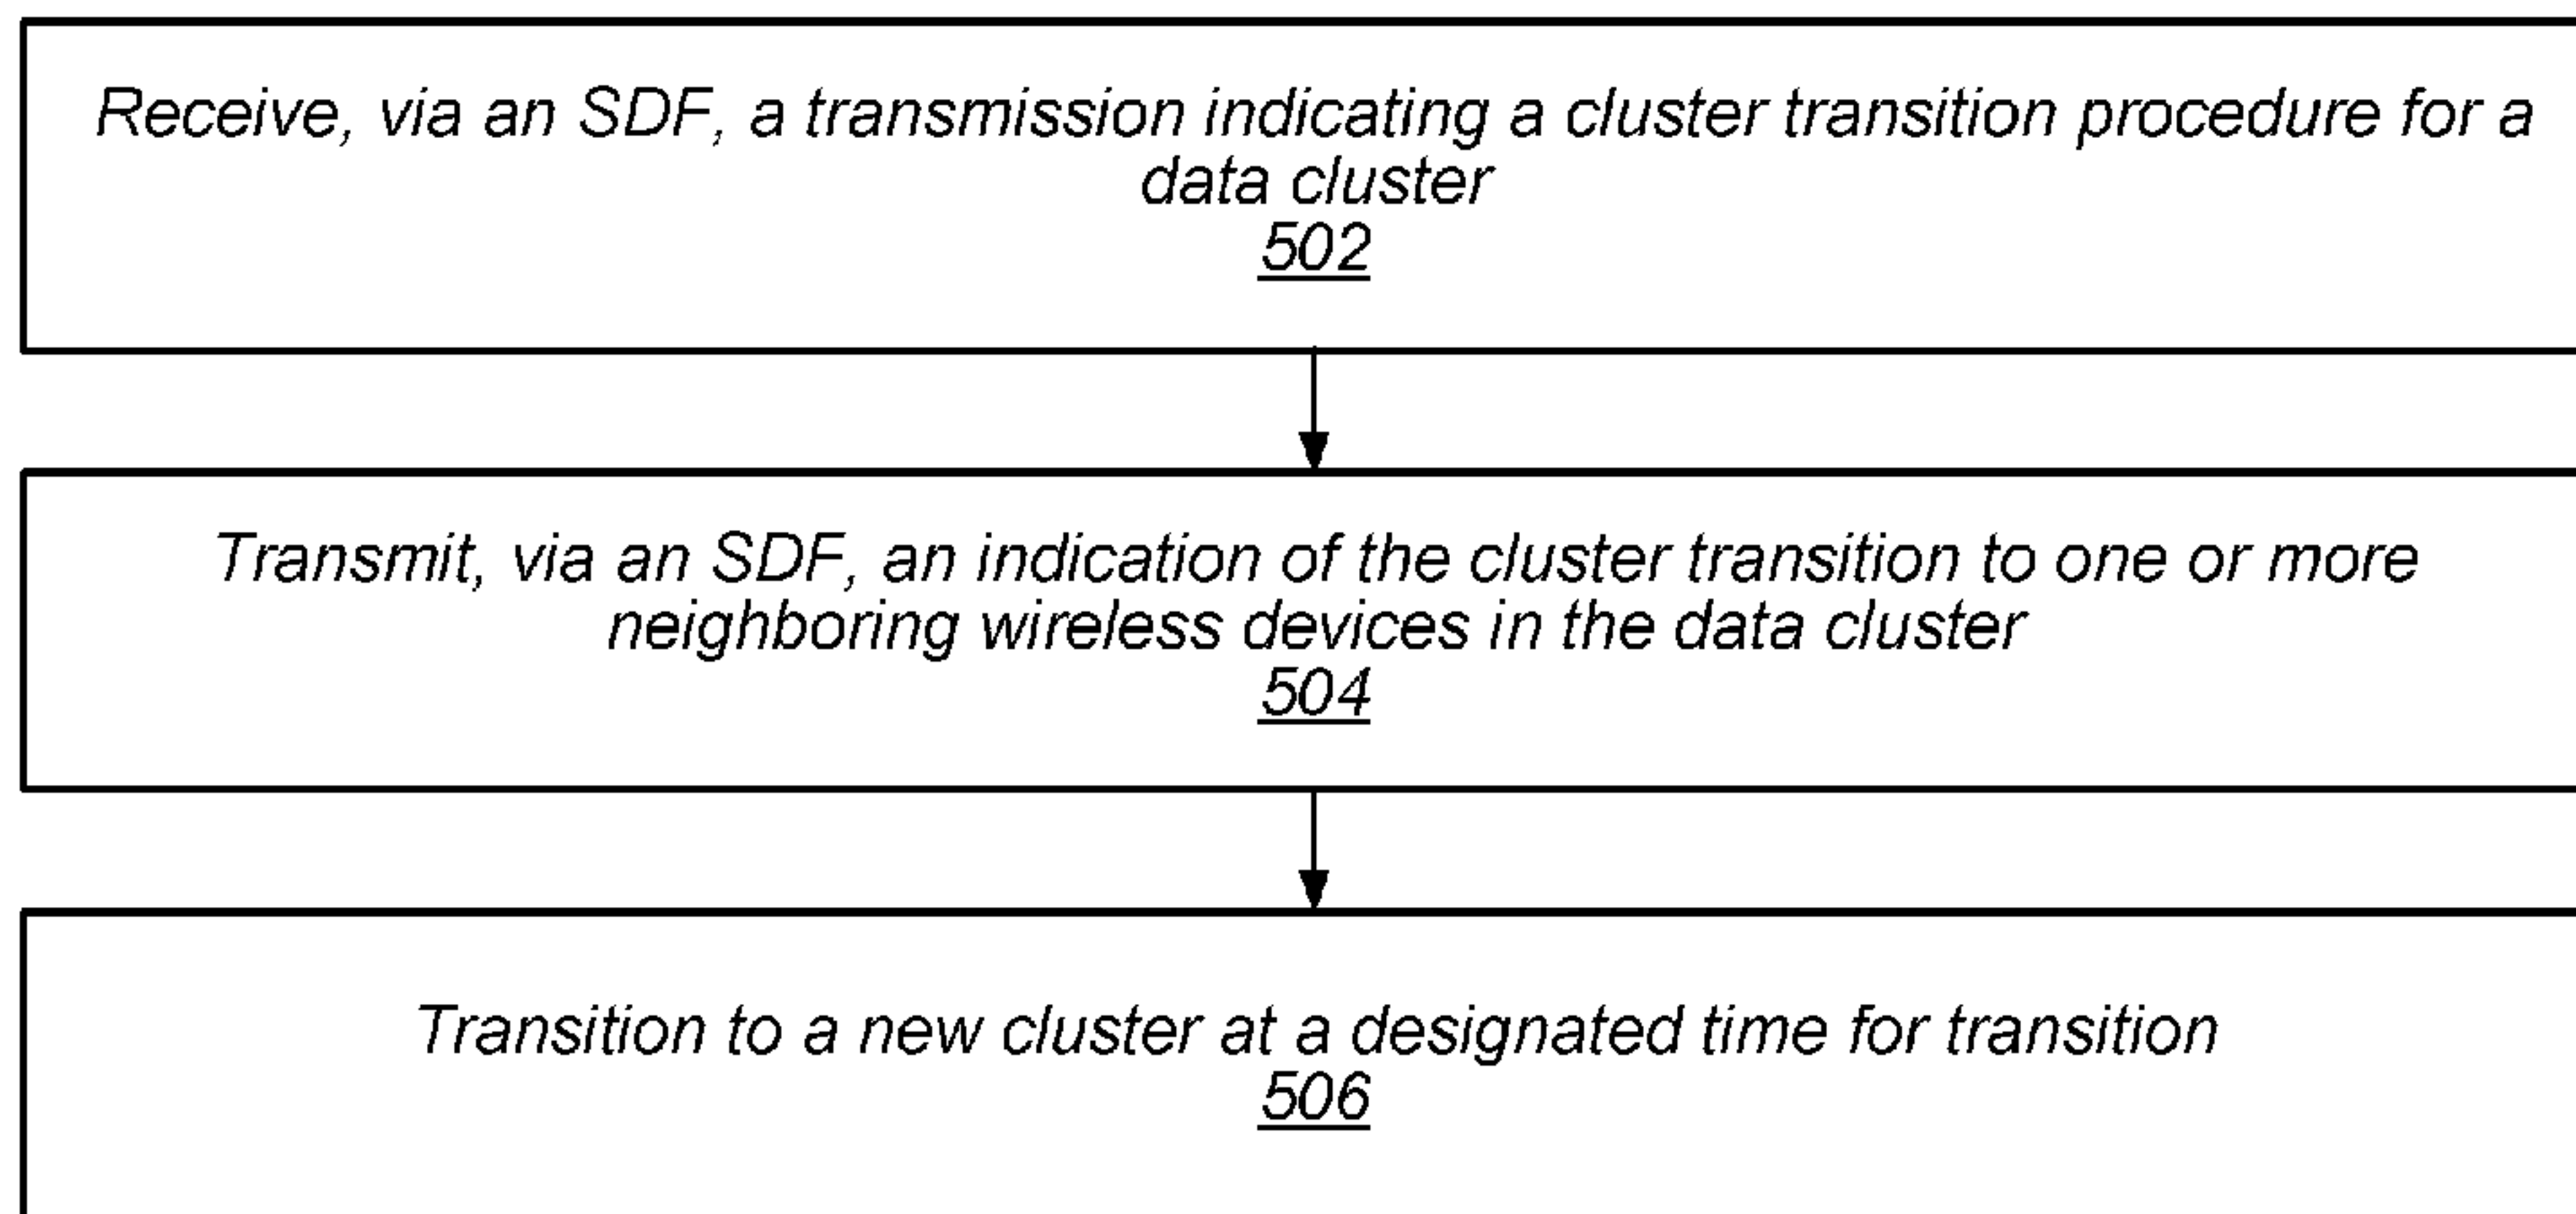 Receive, via an SDF, a transmission indicating a cluster transition procedure for a
data cluster
502
Transmit, via an SDF, an indication of the cluster transition to one or more
neighboring wireless devices in the data cluster
504
Transition to a new cluster at a designated time for transition
506